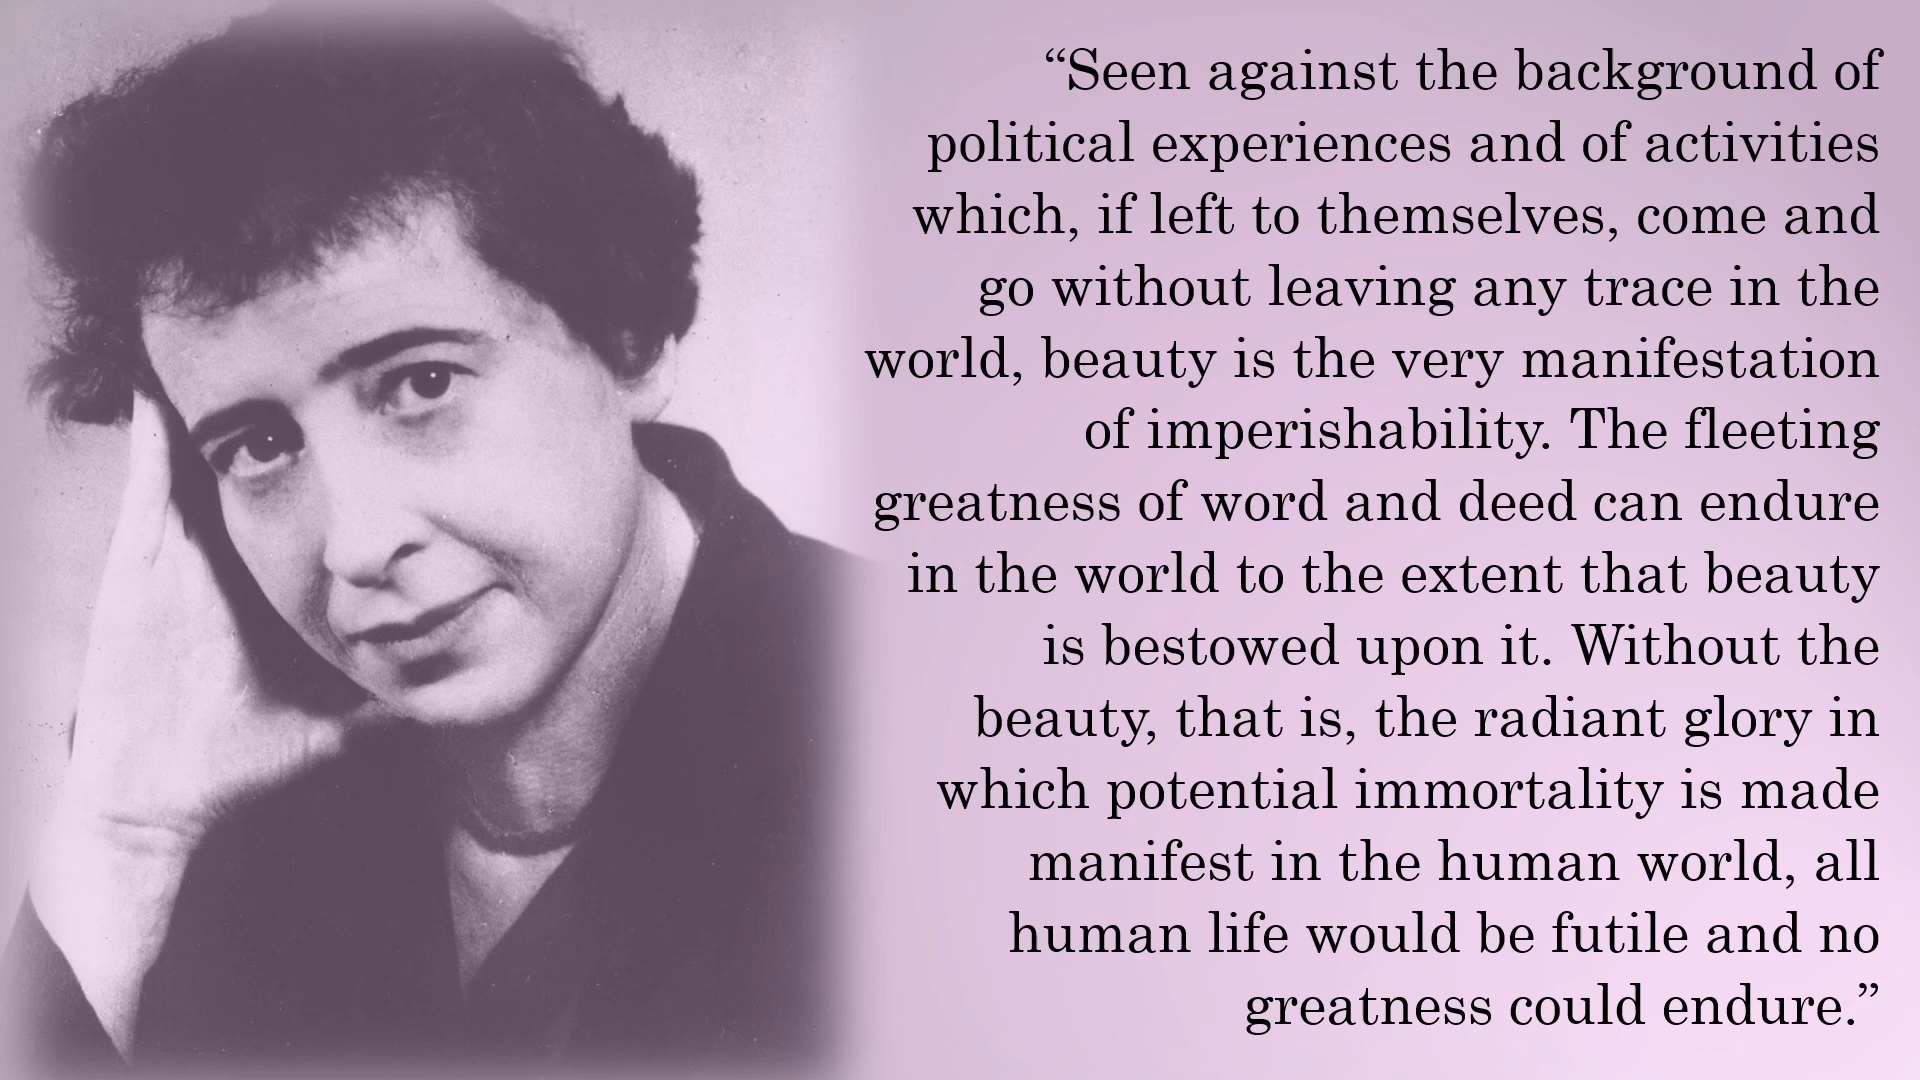 “Seen against the background of
political experiences and of activities
which, if left to themselves, come and
go without leaving any trace in the
world, beauty is the very manifestation
of imperishability. The fleeting
greatness of word and deed can endure
in the world to the extent that beauty
is bestowed upon it. Without the
beauty, that is, the radiant glory in
which potential immortality is made
manifest in the human world, all
human life would be futile and no
greatness could endure.”